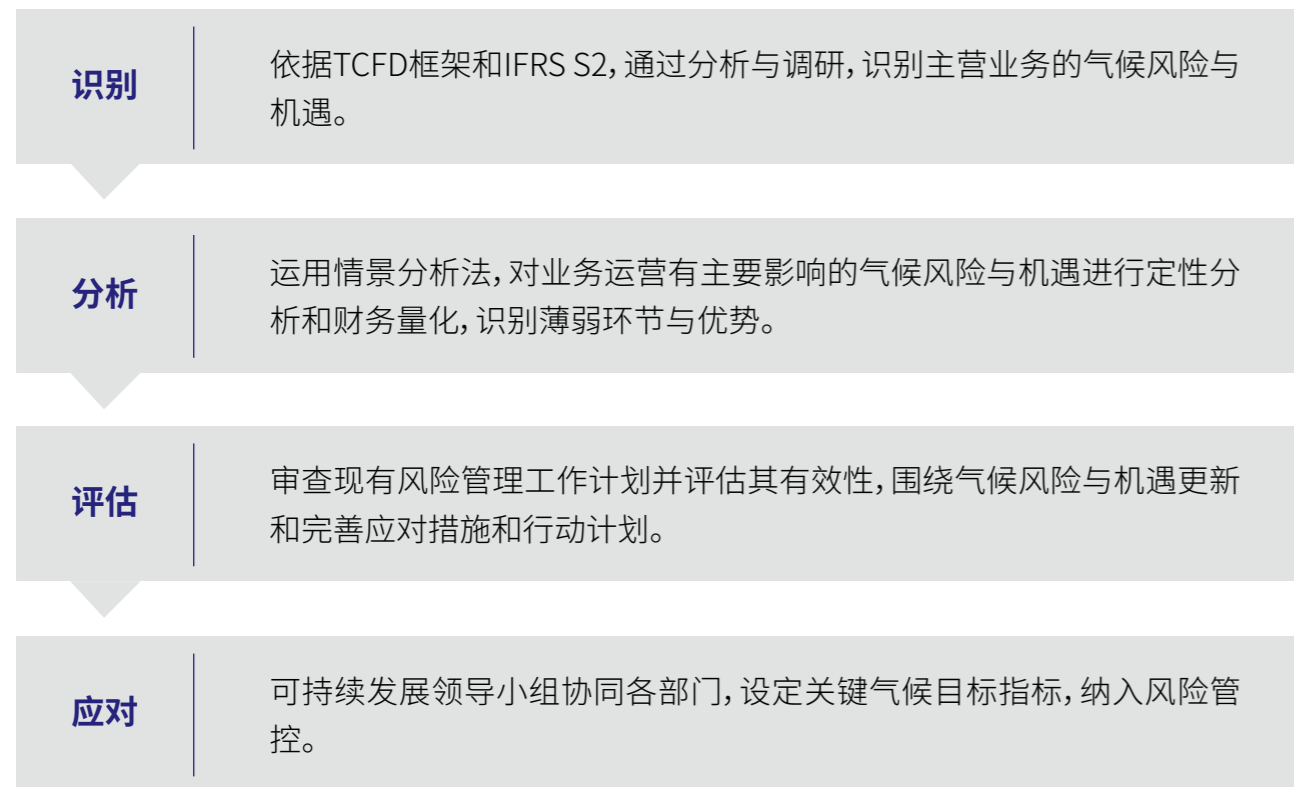 识别
依据TCFD框架和IFRS S2，通过分析与调研，识别主营业务的气候风险与
机遇。
分析
运用情景分析法，对业务运营有主要影响的气候风险与机遇进行定性分
析和财务量化，识别薄弱环节与优势。
评估
审查现有风险管理工作计划并评估其有效性，围绕气候风险与机遇更新
和完善应对措施和行动计划。
应对
可持续发展领导小组协同各部门，设定关键气候目标指标，纳入风险管
控。